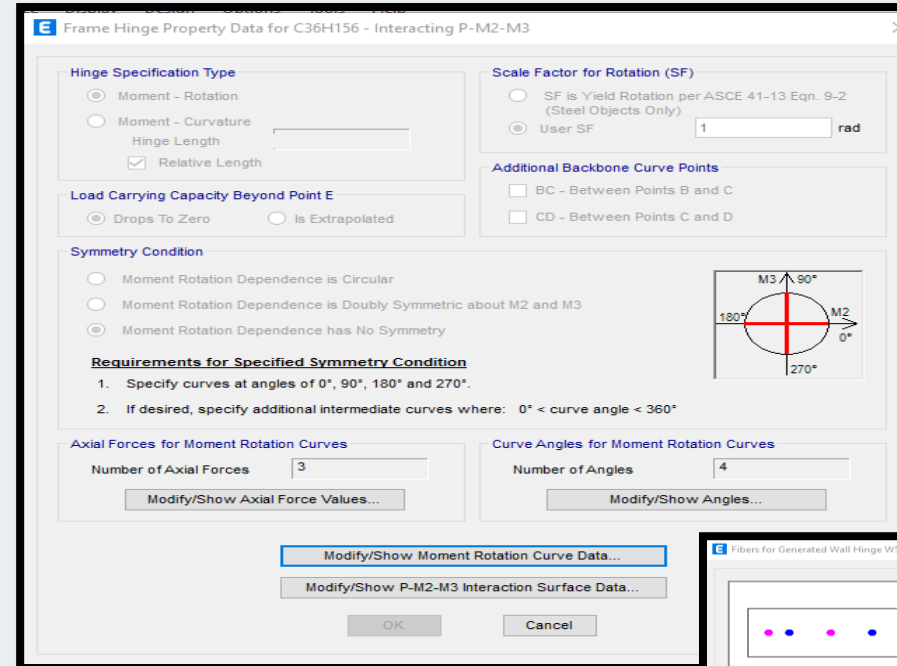 Display Design Options Tools Help
E Frame Hinge Property Data for C36H156 - Interacting P-M2-M3
Hinge Specification Type
Moment - Rotation
Moment - Curvature
Hinge Length
Relative Length
Scale Factor for Rotation (SF)
SF is Yield Rotation per ASCE 41-13 Eqn. 9-2
(Steel Objects Only)
User SF 1 rad
Load Carrying Capacity Beyond Point E
Drops To Zero Is Extrapolated
Additional Backbone Curve Points
BC - Between Points B and C
CD - Between Points C and D
Symmetry Condition
Moment Rotation Dependence is Circular
Moment Rotation Dependence is Doubly Symmetric about M2 and M3
Moment Rotation Dependence has No Symmetry
M3 90°
180° M2
0°
270°
Requirements for Specified Symmetry Condition
1. Specify curves at angles of 0°, 90°, 180° and 270°.
2. If desired, specify additional intermediate curves where: 0° < curve angle < 360°
Axial Forces for Moment Rotation Curves
Number of Axial Forces 3
Modify/Show Axial Force Values...
Curve Angles for Moment Rotation Curves
Number of Angles 4
Modify/Show Angles...
Modify/Show Moment Rotation Curve Data...
Modify/Show P-M2-M3 Interaction Surface Data...
OK Cancel
E Fibers for Generated Wall Hinge